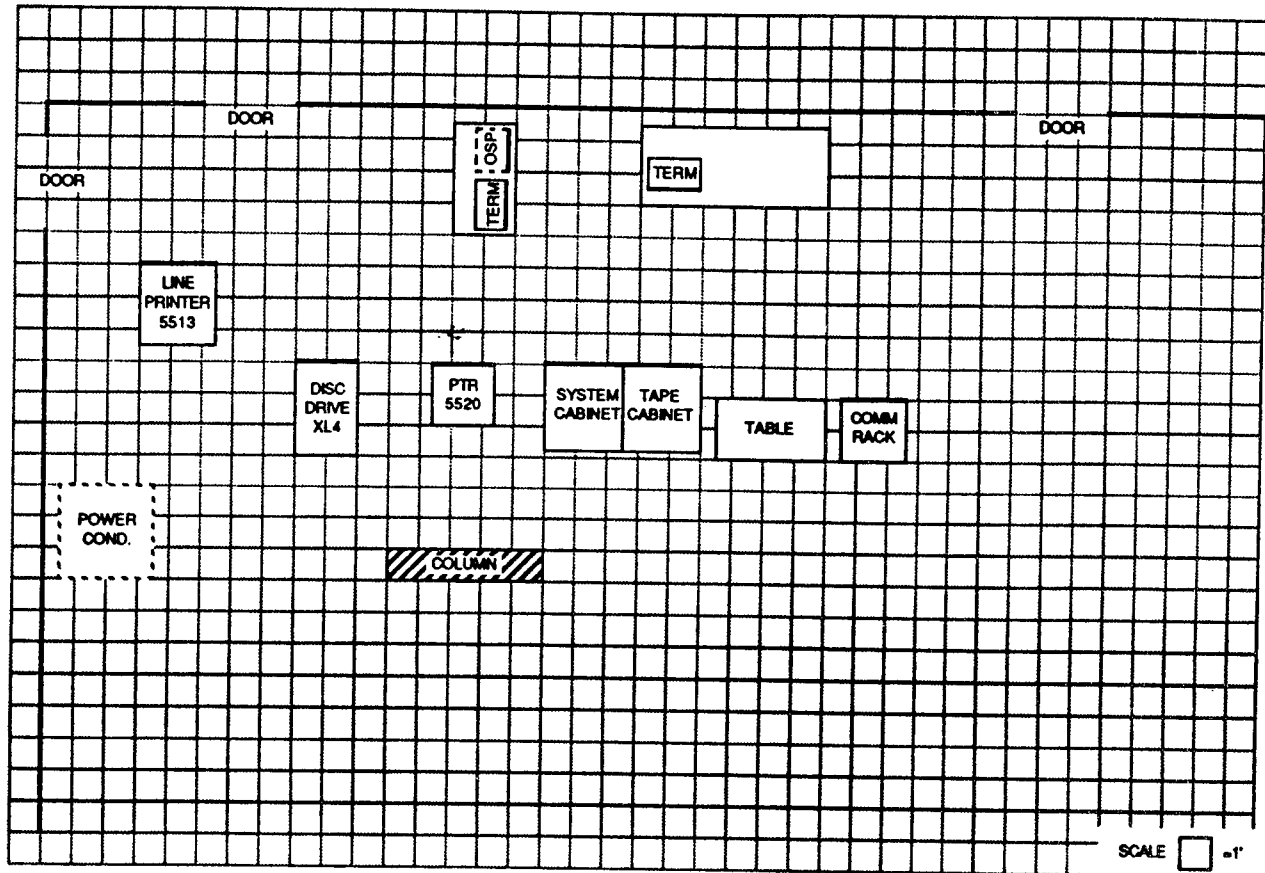 DOOR
DOOR
DOOR
OSP
TERM
TERM
LINE
PRINTER
5513
DISC
DRIVE
XL4
PTR
5520
SYSTEM
CABINET
TAPE
CABINET
TABLE
COMM
RACK
POWER
COND.
COLUMN
SCALE =1'